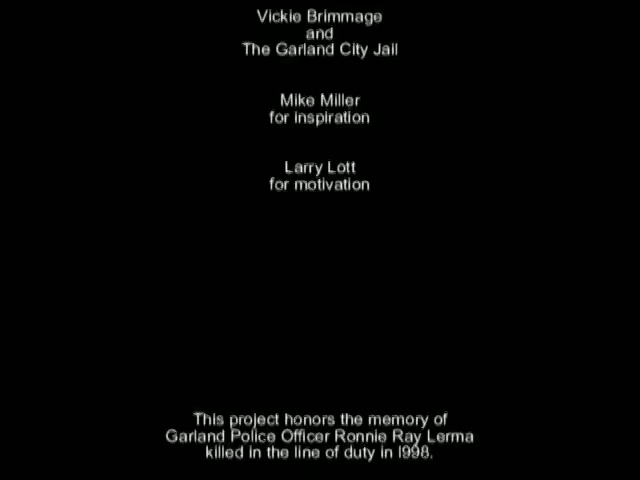 Vickie Brimmage
and
The Garland City Jail
Mike Miller
for inspiration
Larry Lott
for motivation
This project honors the memory of
Garland Police Officer Ronnie Ray Lerma
killed in the line of duty in 1998.